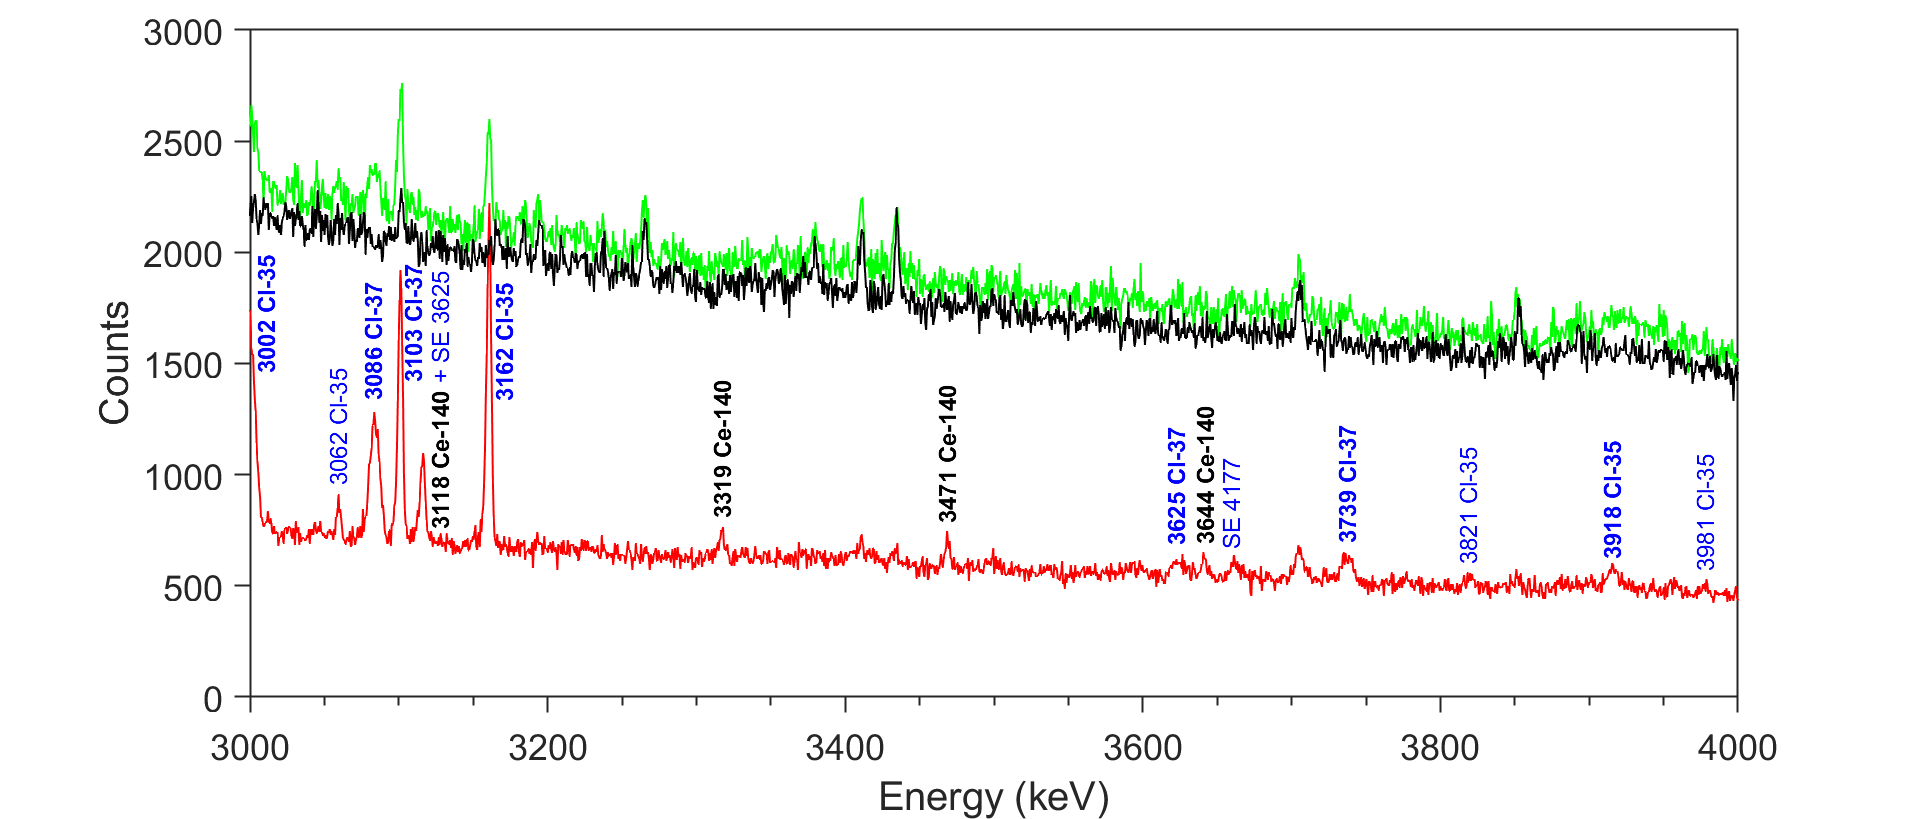 3000
2500
2000
1500
1000
500
0
Counts
3002 Cl-35
3062 Cl-35
3086 Cl-37
3103 Cl-37
3118 Ce-140 + SE 3625
3162 Cl-35
3319 Ce-140
3471 Ce-140
3625 Cl-37
3644 Ce-140
SE 4177
3739 Cl-37
3821 Cl-35
3918 Cl-35
3981 Cl-35
3000 3200 3400 3600 3800 4000
Energy (keV)